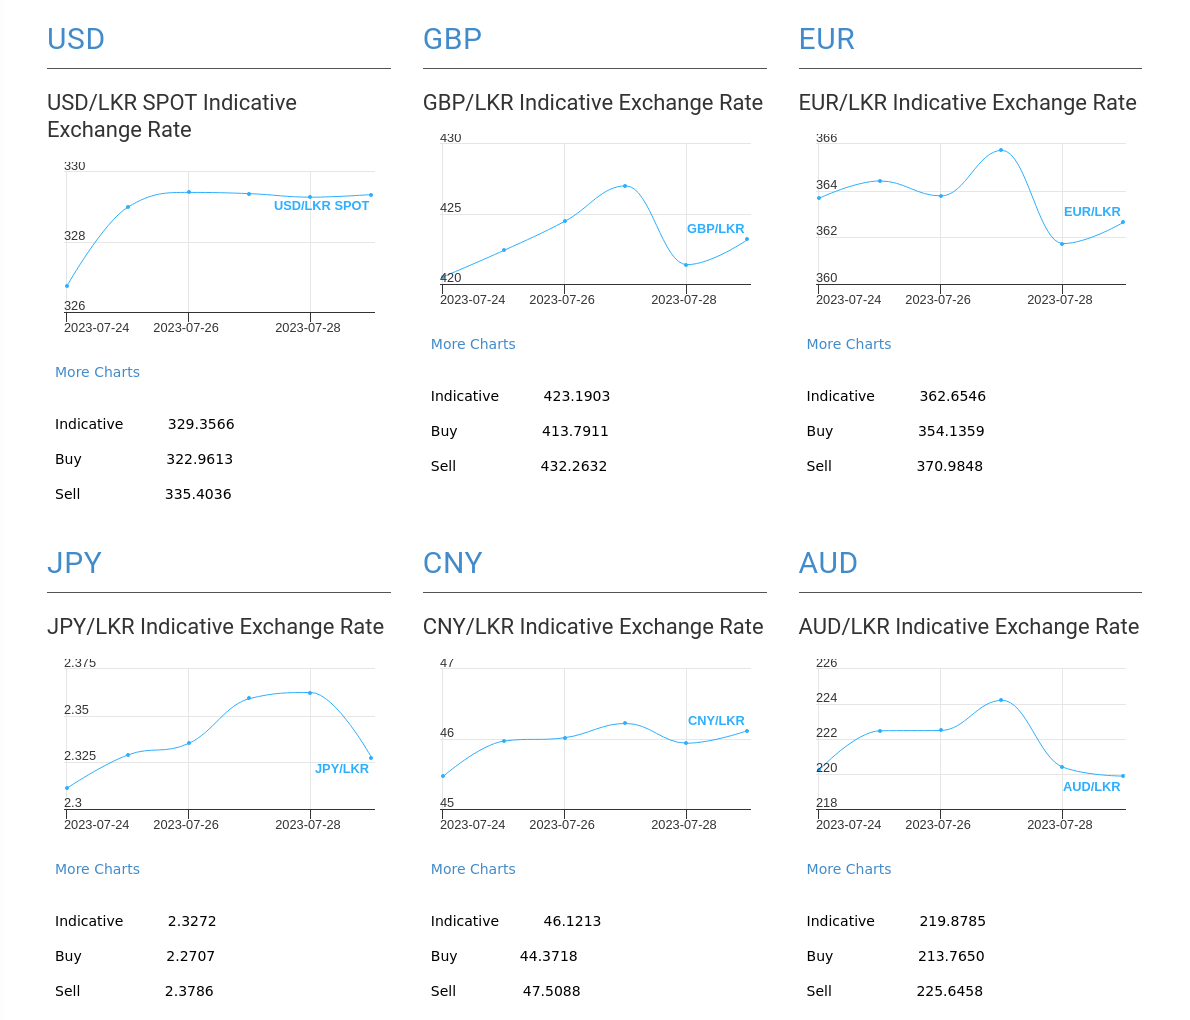 USD
USD/LKR SPOT Indicative
Exchange Rate
330
328
326
USD/LKR SPOT
2023-07-24 2023-07-26 2023-07-28
More Charts
Indicative 329.3566
Buy 322.9613
Sell 335.4036
GBP
GBP/LKR Indicative Exchange Rate
430
425
420
GBP/LKR
2023-07-24 2023-07-26 2023-07-28
More Charts
Indicative 423.1903
Buy 413.7911
Sell 432.2632
EUR
EUR/LKR Indicative Exchange Rate
366
364
362
360
EUR/LKR
2023-07-24 2023-07-26 2023-07-28
More Charts
Indicative 362.6546
Buy 354.1359
Sell 370.9848
JPY
JPY/LKR Indicative Exchange Rate
2.375
2.35
2.325
2.3
JPY/LKR
2023-07-24 2023-07-26 2023-07-28
More Charts
Indicative 2.3272
Buy 2.2707
Sell 2.3786
CNY
CNY/LKR Indicative Exchange Rate
47
46
45
CNY/LKR
2023-07-24 2023-07-26 2023-07-28
More Charts
Indicative 46.1213
Buy 44.3718
Sell 47.5088
AUD
AUD/LKR Indicative Exchange Rate
226
224
222
220
218
AUD/LKR
2023-07-24 2023-07-26 2023-07-28
More Charts
Indicative 219.8785
Buy 213.7650
Sell 225.6458